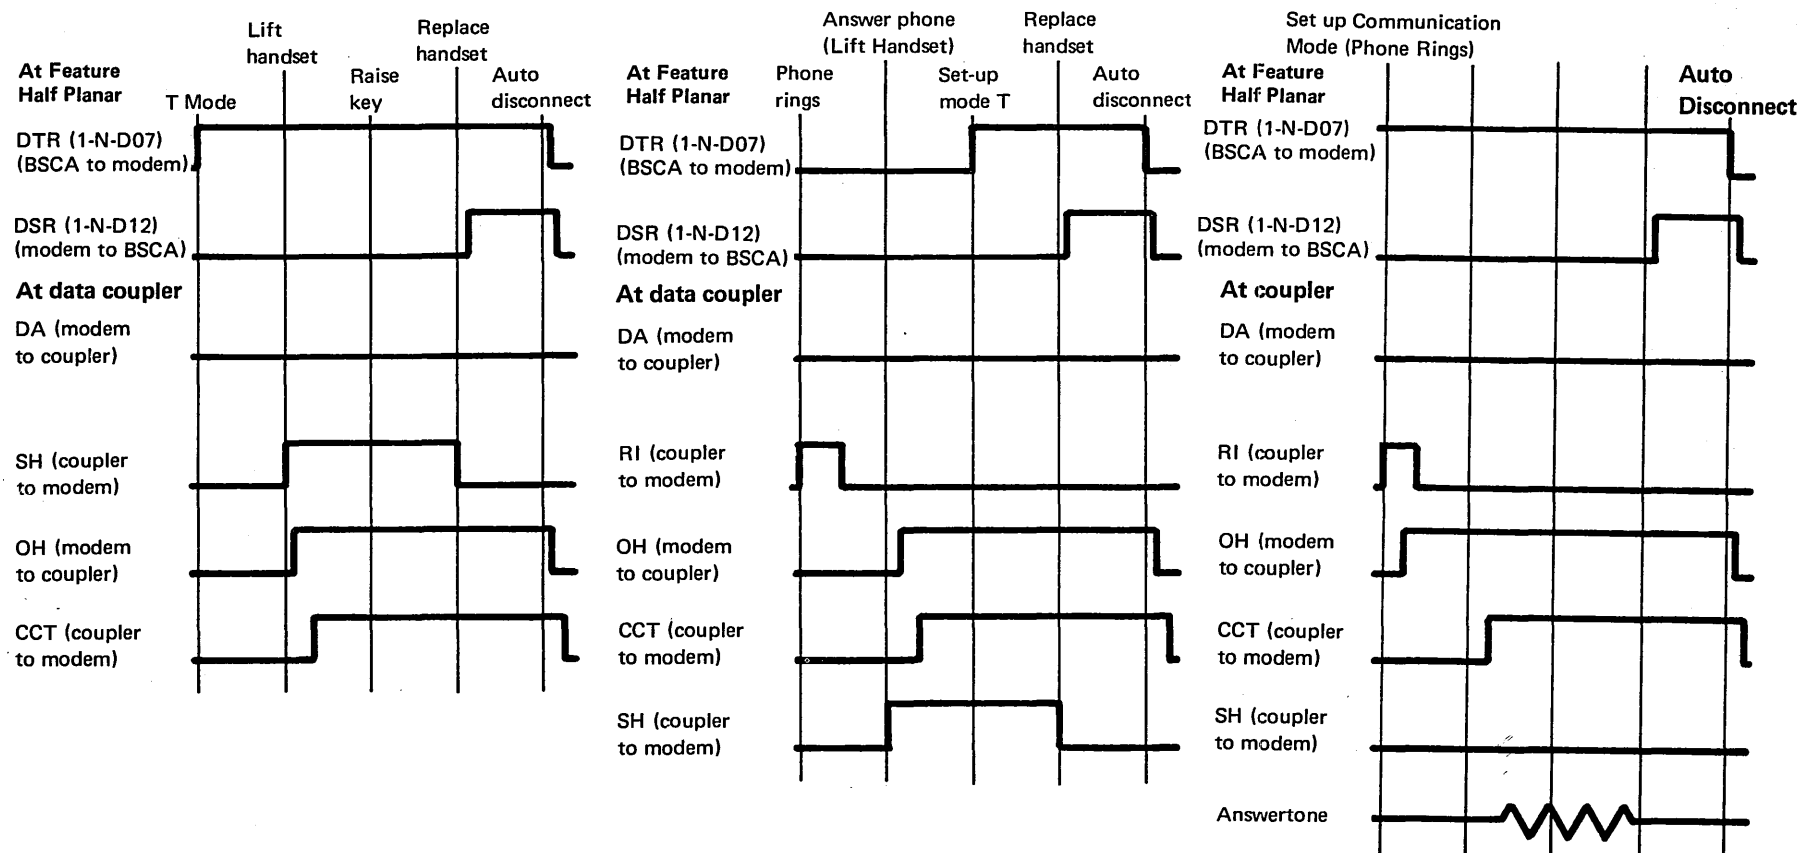 Lift
handset
Replace
handset
At Feature
Half Planar
T Mode
Raise
key
Auto
disconnect
DTR (1-N-D07)
(BSCA to modem)
DSR (1-N-D12)
(modem to BSCA)
At data coupler
DA (modem
to coupler)
SH (coupler
to modem)
OH (modem
to coupler)
CCT (coupler
to modem)
Answer phone
(Lift Handset)
Replace
handset
At Feature
Half Planar
Phone
rings
Set-up
mode T
Auto
disconnect
DTR (1-N-D07)
(BSCA to modem)
DSR (1-N-D12)
(modem to BSCA)
At data coupler
DA (modem
to coupler)
RI (coupler
to modem)
OH (modem
to coupler)
CCT (coupler
to modem)
SH (coupler
to modem)
Set up Communication
Mode (Phone Rings)
At Feature
Half Planar
Auto
Disconnect
DTR (1-N-D07)
(BSCA to modem)
DSR (1-N-D12)
(modem to BSCA)
At coupler
DA (modem
to coupler)
RI (coupler
to modem)
OH (modem
to coupler)
CCT (coupler
to modem)
SH (coupler
to modem)
Answertone